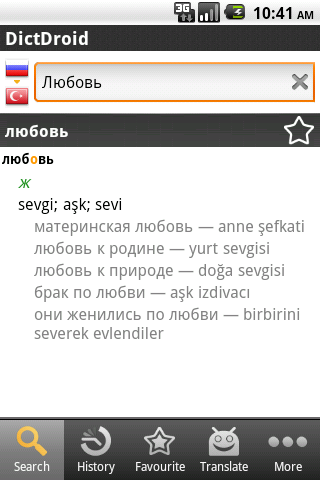 3G 10:41 AM
DictDroid
Любовь
любовь
любовь
ж
sevgi; aşk; sevi
материнская любовь — anne şefkati
любовь к родине — yurt sevgisi
любовь к природе — doğa sevgisi
брак по любви — aşk izdivacı
они женились по любви — birbirini
severek evlendiler
Search History Favourite Translate More